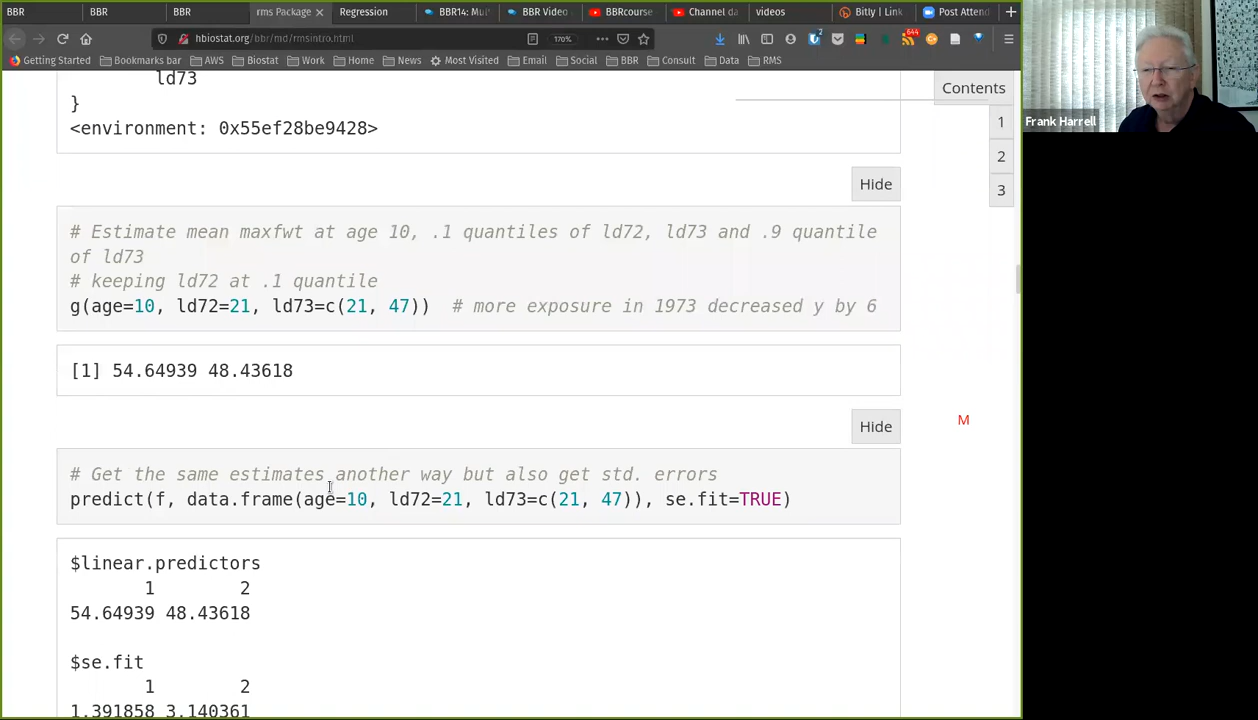 BBR
BBR
BBR
rms Package
Regression
BBR14: Mul
BBR Video
BBRcourse
Channel da
videos
Bitly | Link
Post Attend
hbiostat.org/bbr/md/rmsintro.html
170%
2
644
Getting Started
Bookmarks bar
AWS
Biostat
Work
Home
News
Most Visited
Email
Social
BBR
Consult
Data
RMS
Contents
1
2
3
ld73
}
<environment: 0x55ef28be9428>
Hide
# Estimate mean maxfwt at age 10, .1 quantiles of ld72, ld73 and .9 quantile
of ld73
# keeping ld72 at .1 quantile
g(age=10, ld72=21, ld73=c(21, 47))  # more exposure in 1973 decreased y by 6
[1] 54.64939 48.43618
Hide
M
# Get the same estimates another way but also get std. errors
predict(f, data.frame(age=10, ld72=21, ld73=c(21, 47)), se.fit=TRUE)
$linear.predictors
1 2
54.64939 48.43618
$se.fit
1 2
1.391858 3.140361
Frank Harrell